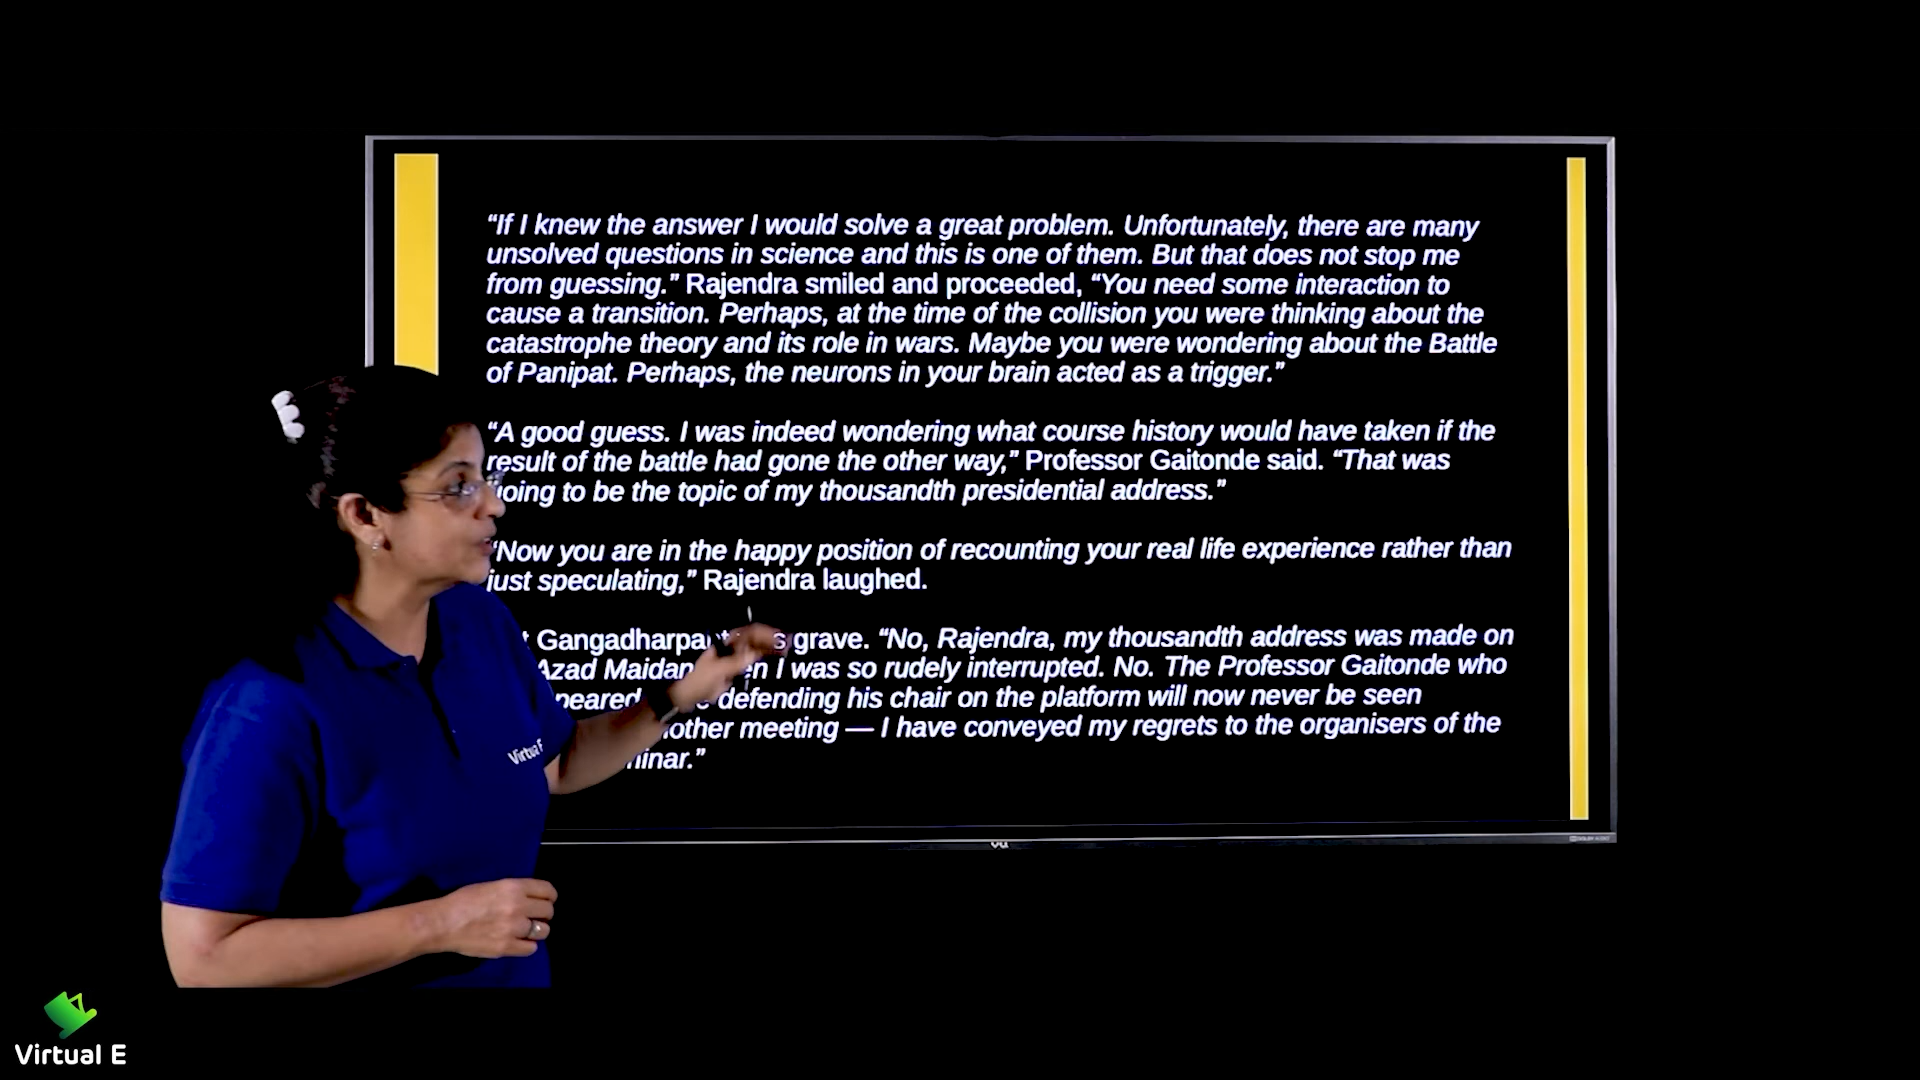 “If I knew the answer I would solve a great problem. Unfortunately, there are many
unsolved questions in science and this is one of them. But that does not stop me
from guessing.” Rajendra smiled and proceeded, “You need some interaction to
cause a transition. Perhaps, at the time of the collision you were thinking about the
catastrophe theory and its role in wars. Maybe you were wondering about the Battle
of Panipat. Perhaps, the neurons in your brain acted as a trigger.”
“A good guess. I was indeed wondering what course history would have taken if the
result of the battle had gone the other way,” Professor Gaitonde said. “That was
going to be the topic of my thousandth presidential address.”
“Now you are in the happy position of recounting your real life experience rather than
just speculating,” Rajendra laughed.
grave. “No, Rajendra, my thousandth address was made on
Azad Maidan I was so rudely interrupted. No. The Professor Gaitonde who
defending his chair on the platform will now never be seen
meeting — I have conveyed my regrets to the organisers of the
Virtual E